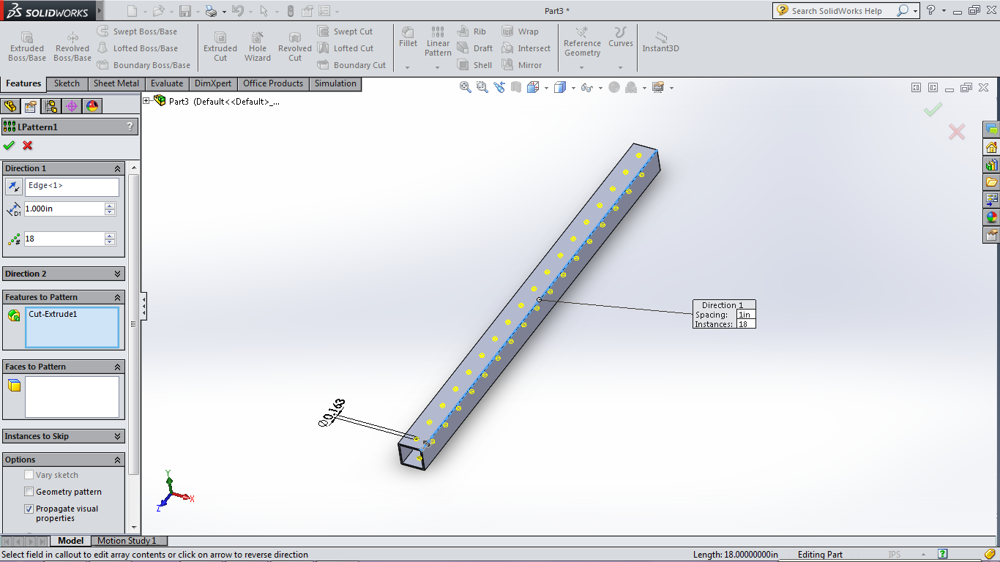 SOLIDWORKS
Part3 *
Search SolidWorks Help
?
Extruded Boss/Base
Revolved Boss/Base
Swept Boss/Base
Lofted Boss/Base
Boundary Boss/Base
Extruded Cut
Hole Wizard
Revolved Cut
Swept Cut
Lofted Cut
Boundary Cut
Fillet
Linear Pattern
Rib
Draft
Shell
Wrap
Intersect
Mirror
Reference Geometry
Curves
Instant3D
Features
Sketch
Sheet Metal
Evaluate
DimXpert
Office Products
Simulation
Part3 (Default<<Default>_...
LPattern1
?
Direction 1
Edge<1>
D1
1.000in
#
18
Direction 2
Features to Pattern
Cut-Extrude1
Faces to Pattern
Instances to Skip
Options
Vary sketch
Geometry pattern
Propagate visual
properties
Direction 1
Spacing: 1in
Instances: 18
Ø0.163
Y
X
Z
Model
Motion Study 1
Select field in callout to edit array contents or click on arrow to reverse direction
Length: 18.00000000in
Editing Part
IPS
?